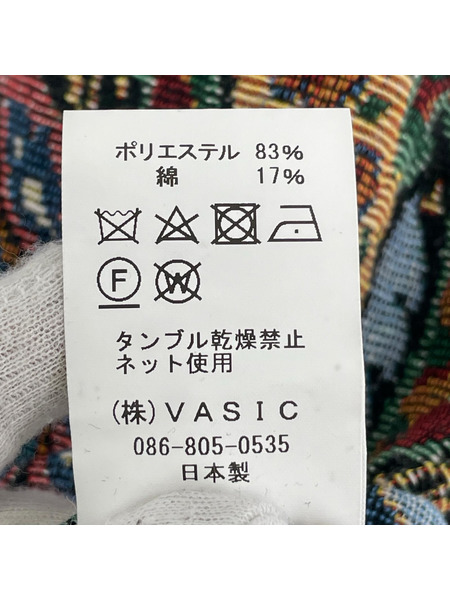 ポリエステル 83%
綿 17%
F W
タンブル乾燥禁止
ネット使用
(株)VASIC
086-805-0535
日本製